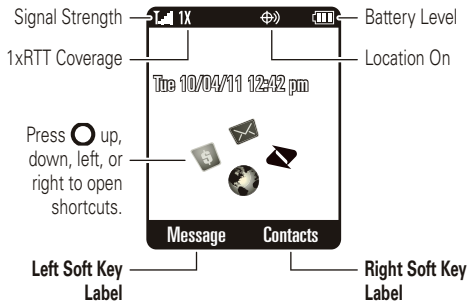 Signal Strength
1X
Battery Level
1xRTT Coverage
Location On
Tue 10/04/11 12:42 pm
Press O up,
down, left, or
right to open
shortcuts.
$
Message
Contacts
Left Soft Key
Label
Right Soft Key
Label